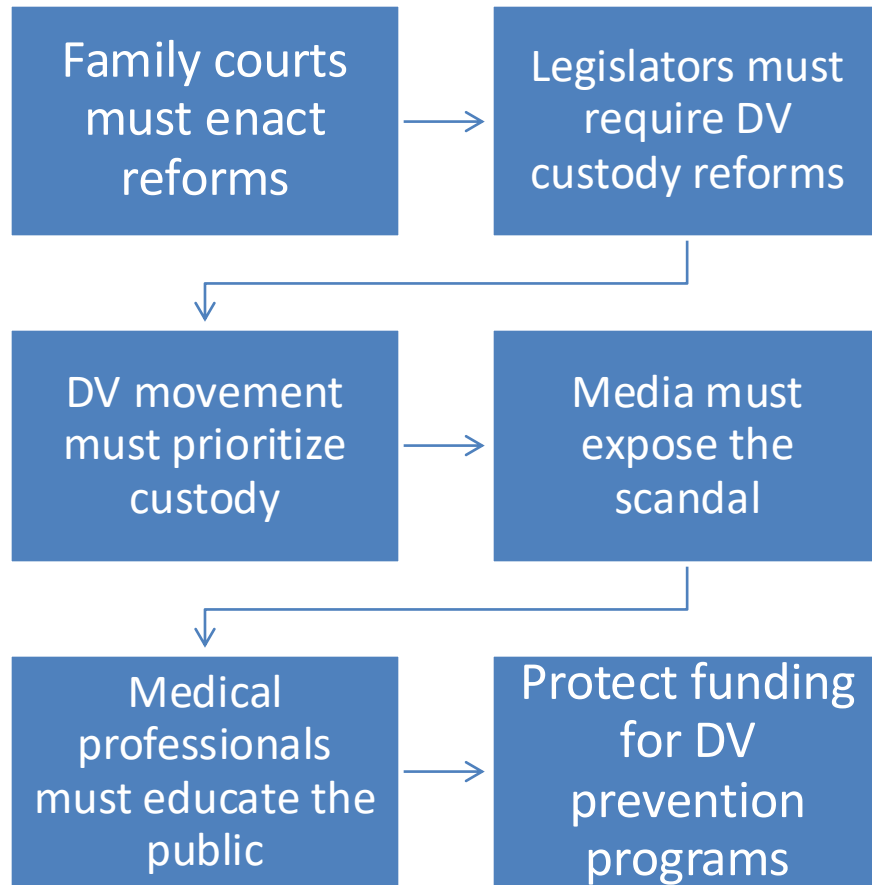 Family courts
must enact
reforms
Legislators must
require DV
custody reforms
DV movement
must prioritize
custody
Media must
expose the
scandal
Medical
professionals
must educate the
public
Protect funding
for DV
prevention
programs